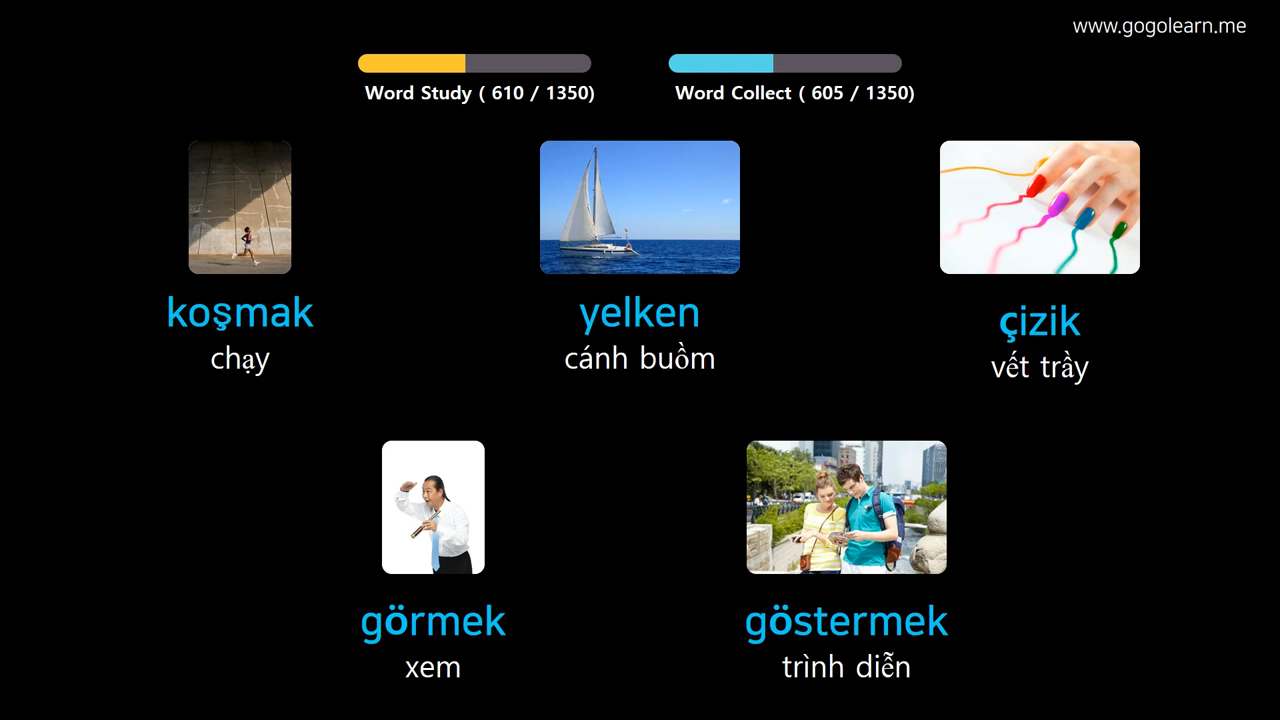 www.gogolearn.me
Word Study ( 610 / 1350)
Word Collect ( 605 / 1350)
koşmak
chạy
yelken
cánh buồm
çizik
vết trầy
görmek
xem
göstermek
trình diễn